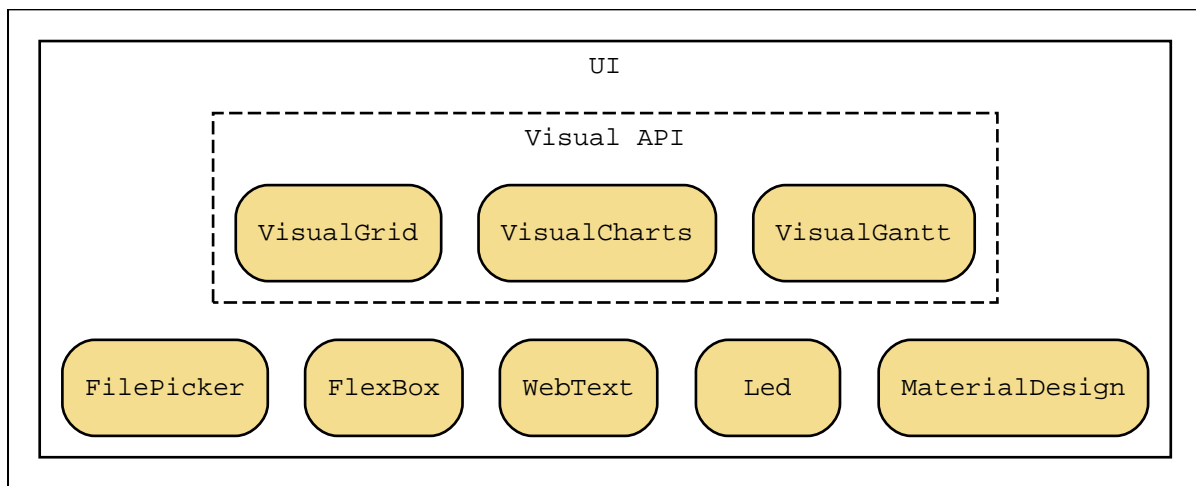 UI
Visual API
VisualGrid VisualCharts VisualGantt
FilePicker FlexBox WebText Led MaterialDesign